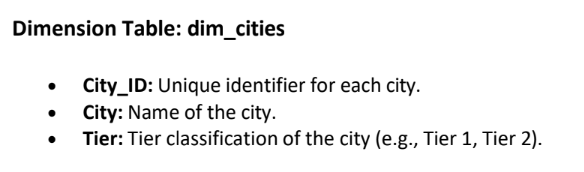 Dimension Table: dim_cities
• City_ID: Unique identifier for each city.
• City: Name of the city.
• Tier: Tier classification of the city (e.g., Tier 1, Tier 2).